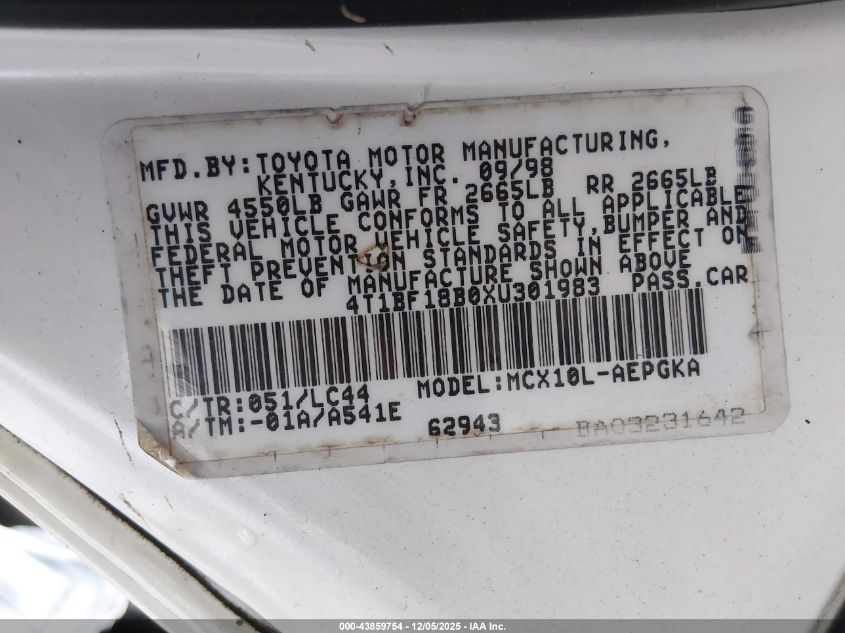 MFD.BY:TOYOTA MOTOR MANUFACTURING,
KENTUCKY,INC. 09/98
GVWR 4550LB GAWR FR 2665LB RR 2665LB
THIS VEHICLE CONFORMS TO ALL APPLICABLE
FEDERAL MOTOR VEHICLE SAFETY,BUMPER AND
THEFT PREVENTION STANDARDS IN EFFECT ON
THE DATE OF MANUFACTURE SHOWN ABOVE
4T1BF18B0XU301983 PASS.CAR
C/TR:051/LC44 MODEL:MCX10L-AEPGKA
A/TM:-01A/A541E 62943 BA03231642
000-43859754 | 12/05/2025 - IAA Inc.